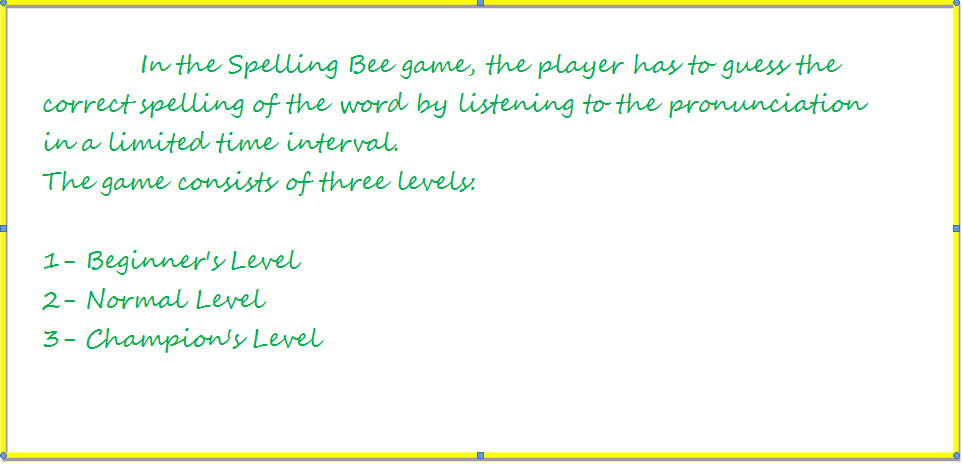 In the Spelling Bee game, the player has to guess the
correct spelling of the word by listening to the pronunciation
in a limited time interval.
The game consists of three levels:
1- Beginner's Level
2- Normal Level
3- Champion's Level